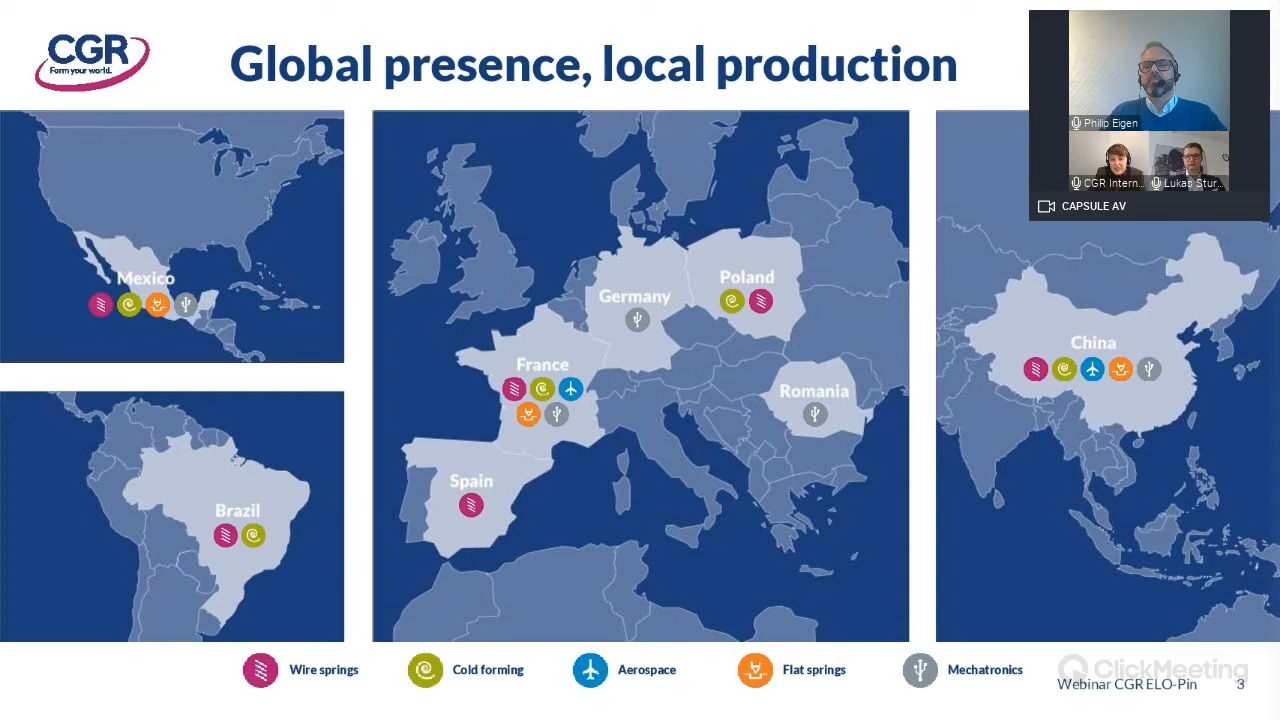 CGR
Form your world.
Global presence, local production
Philip Eigen
CGR Intern...
Lukas Stur...
CAPSULE AV
Mexico
Brazil
Germany
Poland
France
Romania
Spain
China
Wire springs
Cold forming
Aerospace
Flat springs
Mechatronics
ClickMeeting
Webinar CGR ELO-Pin
3